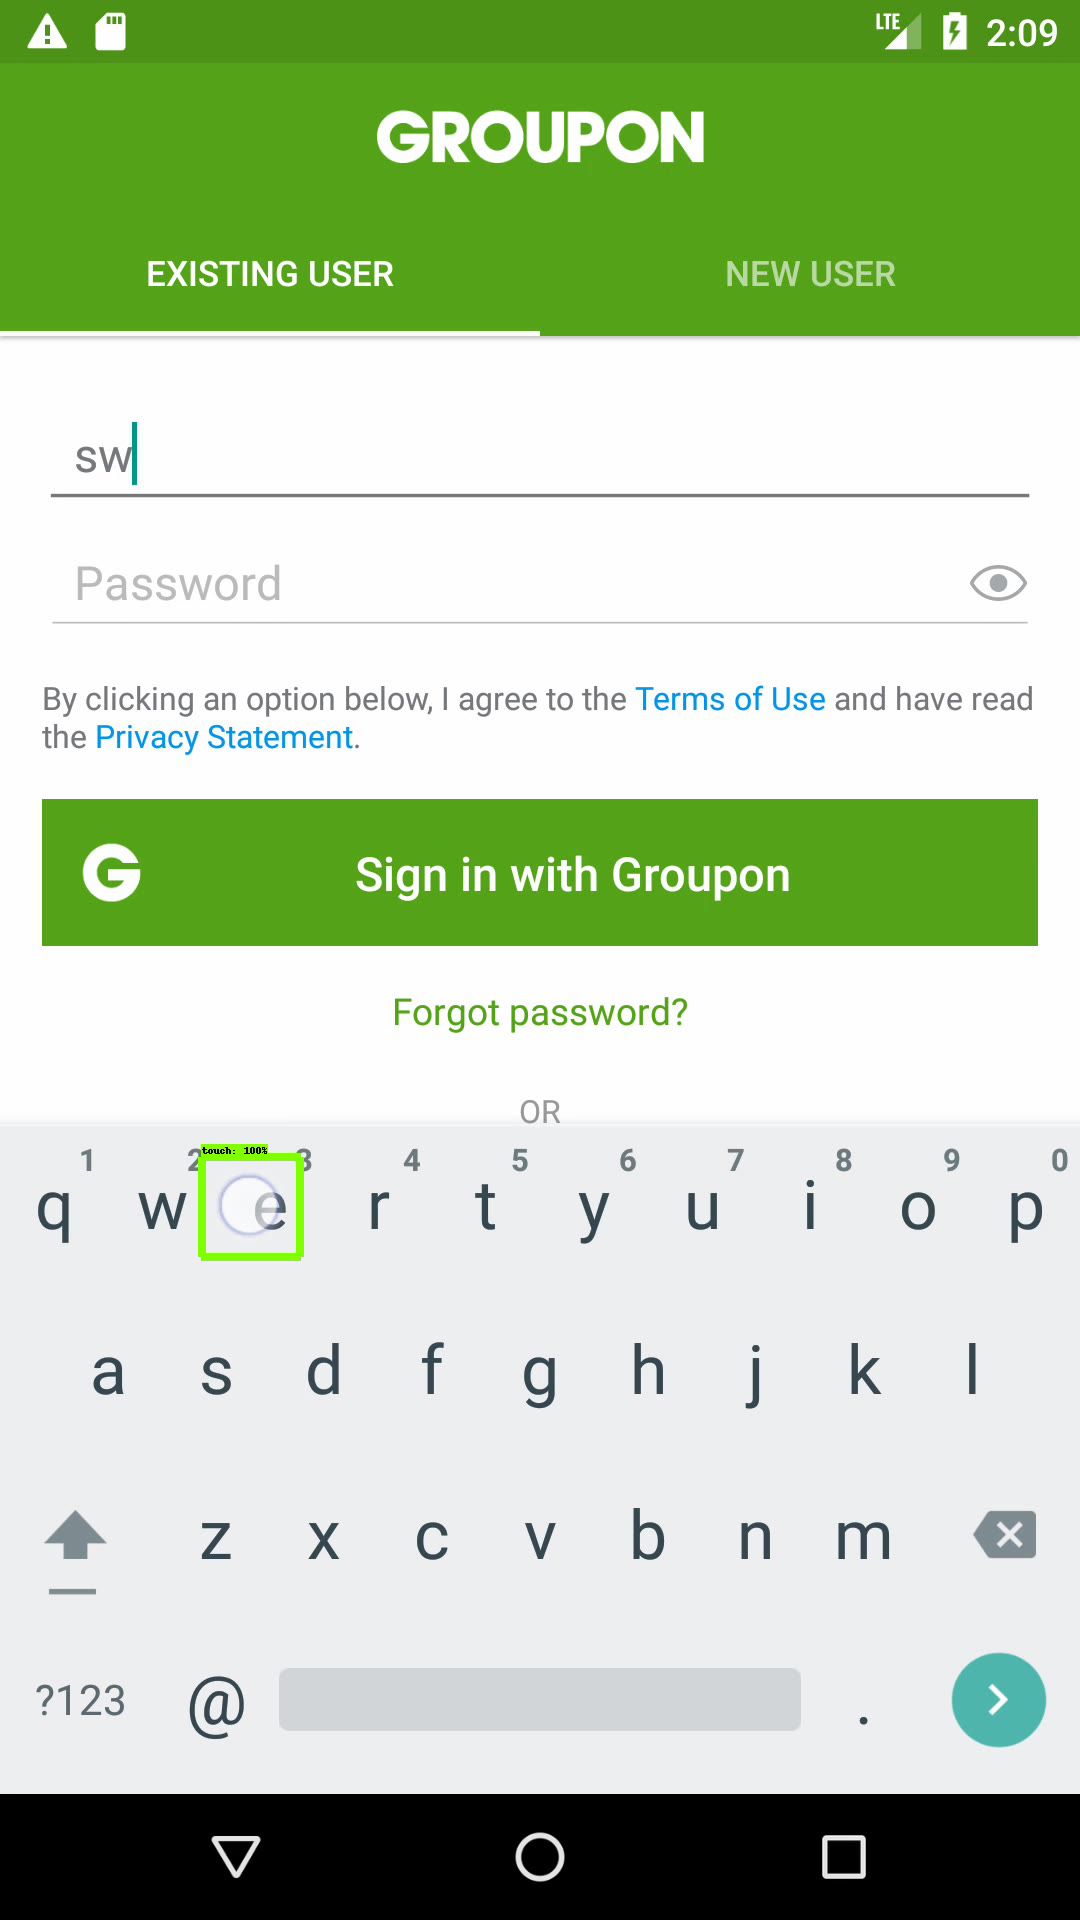 LTE 2:09
GROUPON
EXISTING USER NEW USER
sw
Password
By clicking an option below, I agree to the Terms of Use and have read
the Privacy Statement.
G Sign in with Groupon
Forgot password?
OR
touch: 100%
1 2 3 4 5 6 7 8 9 0
q w e r t y u i o p
a s d f g h j k l
z x c v b n m
?123 @ .